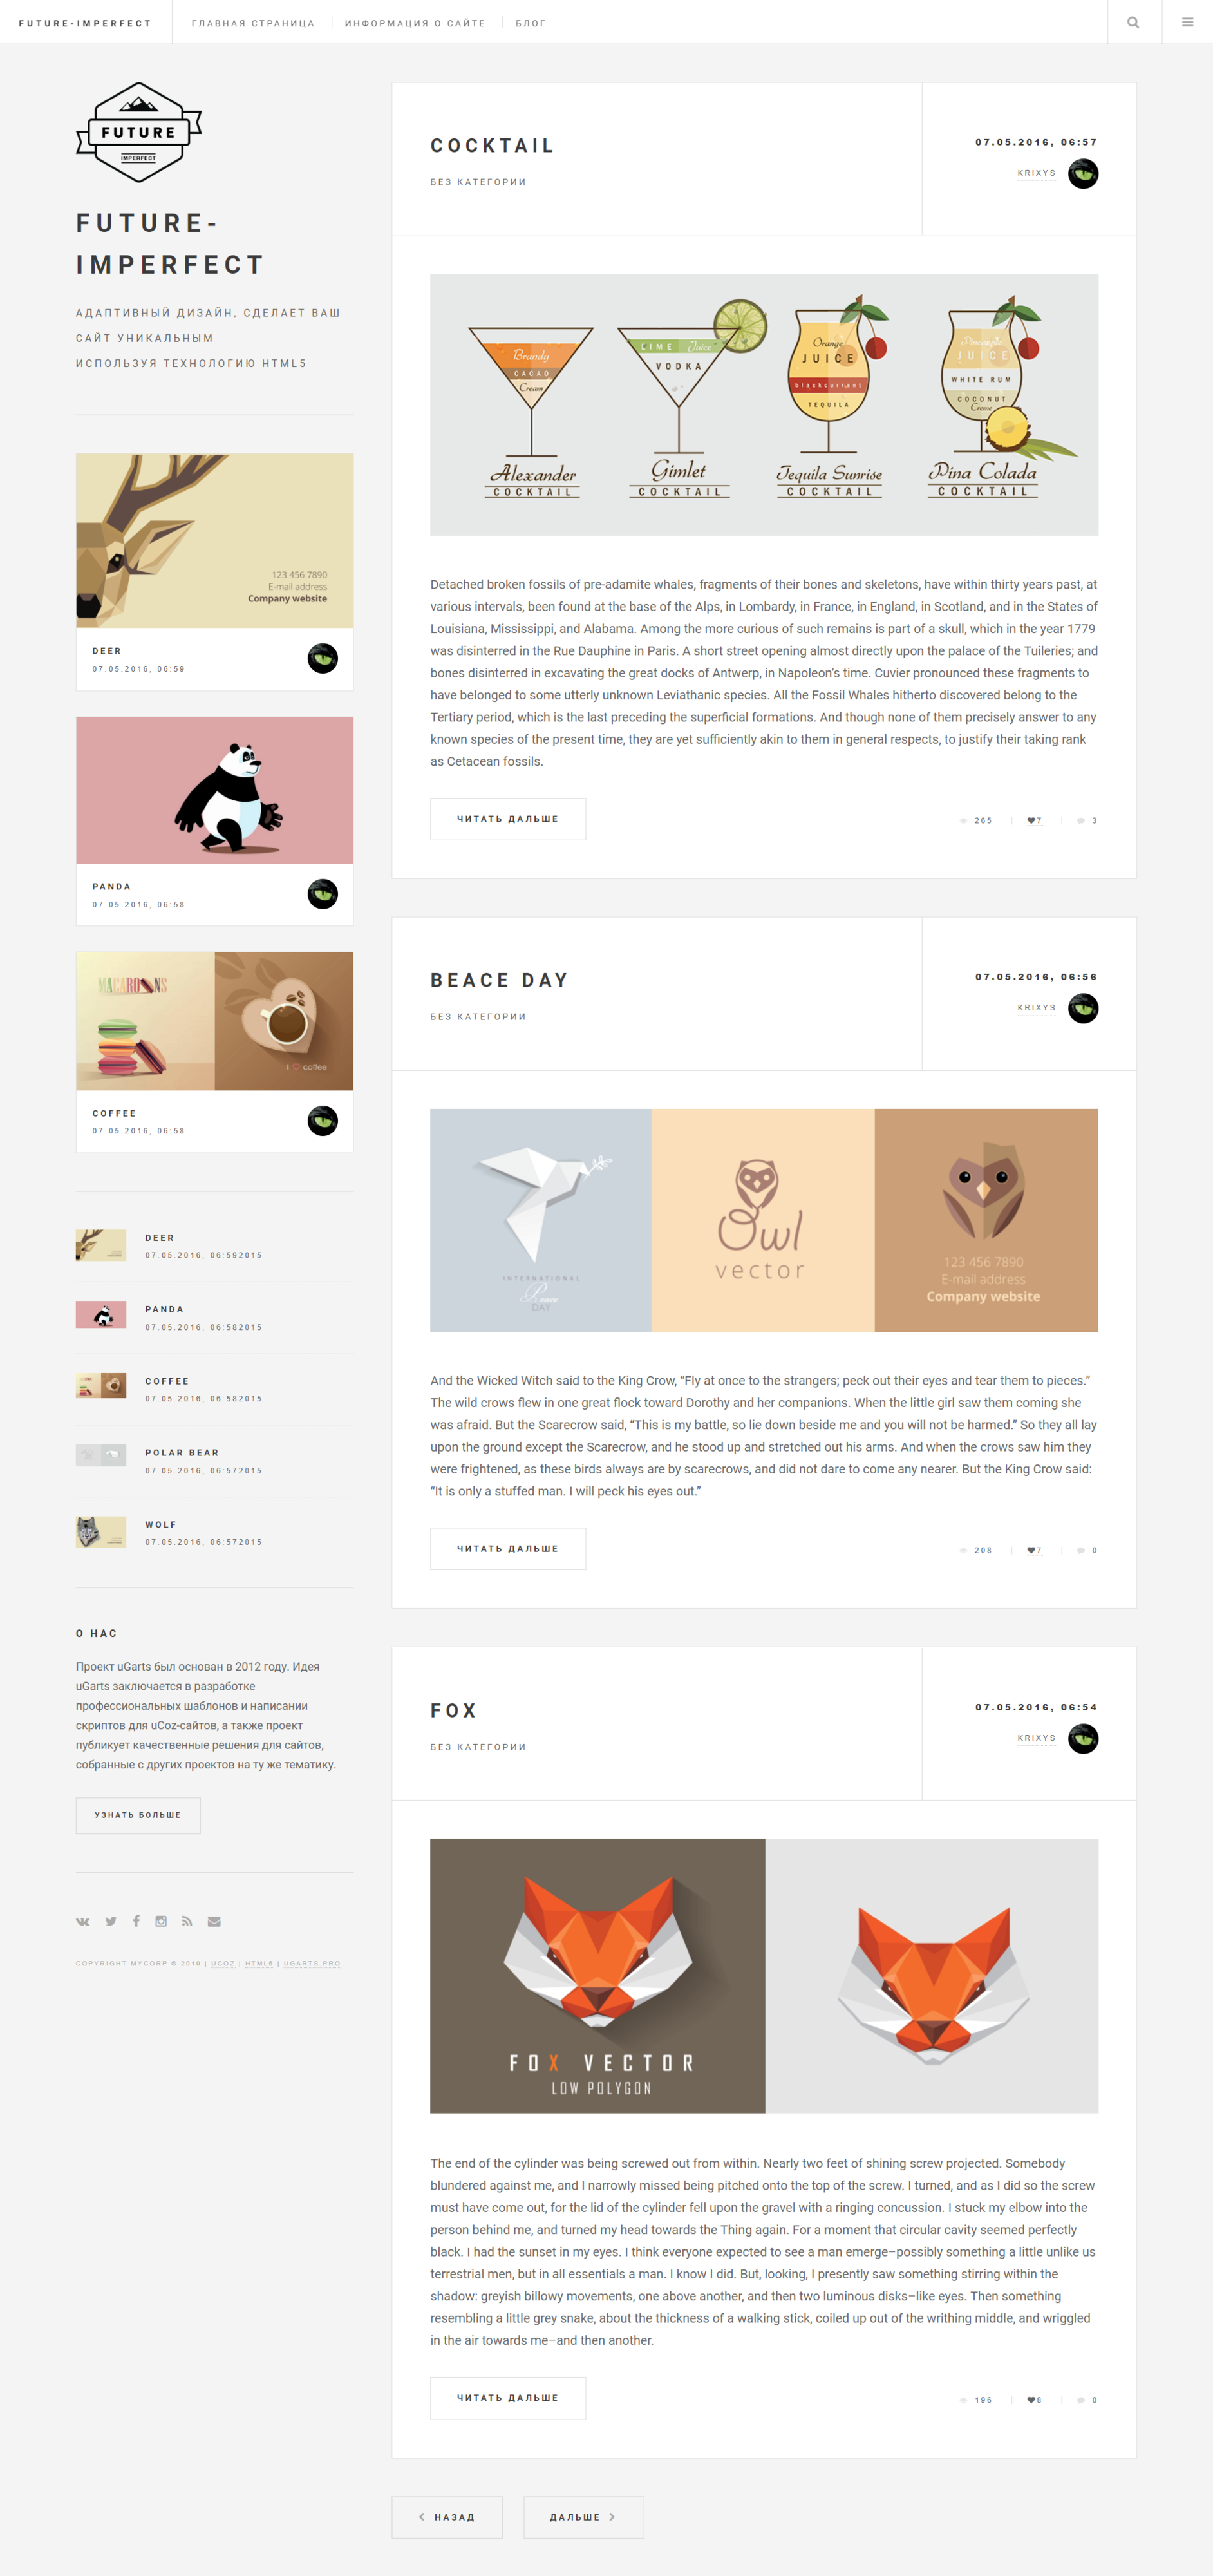 FUTURE-IMPERFECT
ГЛАВНАЯ СТРАНИЦА
ИНФОРМАЦИЯ О САЙТЕ
БЛОГ
FUTURE
IMPERFECT
FUTURE-
IMPERFECT
АДАПТИВНЫЙ ДИЗАЙН, СДЕЛАЕТ ВАШ
САЙТ УНИКАЛЬНЫМ
ИСПОЛЬЗУЯ ТЕХНОЛОГИЮ HTML5
123 456 7890
E-mail address
Company website
DEER
07.05.2016, 06:59
PANDA
07.05.2016, 06:58
MACAROONS
I coffee
COFFEE
07.05.2016, 06:58
DEER
07.05.2016, 06:592015
PANDA
07.05.2016, 06:582015
COFFEE
07.05.2016, 06:582015
POLAR BEAR
07.05.2016, 06:572015
WOLF
07.05.2016, 06:572015
О НАС
Проект uGarts был основан в 2012 году. Идея
uGarts заключается в разработке
профессиональных шаблонов и написании
скриптов для uCoz-сайтов, а также проект
публикует качественные решения для сайтов,
собранные с других проектов на ту же тематику.
УЗНАТЬ БОЛЬШЕ
COPYRIGHT MYCORP © 2019 | UCOZ | HTML5 | UGARTS.PRO
COCKTAIL
БЕЗ КАТЕГОРИИ
07.05.2016, 06:57
KRIXYS
Brandy
CACAO
Cream
Alexander
COCKTAIL
LIME Juice
VODKA
Gimlet
COCKTAIL
Orange
JUICE
blackcurrant
TEQUILA
Tequila Sunrise
COCKTAIL
Pineapple
JUICE
WHITE RUM
COCONUT
Creme
Pina Colada
COCKTAIL
Detached broken fossils of pre-adamite whales, fragments of their bones and skeletons, have within thirty years past, at
various intervals, been found at the base of the Alps, in Lombardy, in France, in England, in Scotland, and in the States of
Louisiana, Mississippi, and Alabama. Among the more curious of such remains is part of a skull, which in the year 1779
was disinterred in the Rue Dauphine in Paris. A short street opening almost directly upon the palace of the Tuileries; and
bones disinterred in excavating the great docks of Antwerp, in Napoleon’s time. Cuvier pronounced these fragments to
have belonged to some utterly unknown Leviathanic species. All the Fossil Whales hitherto discovered belong to the
Tertiary period, which is the last preceding the superficial formations. And though none of them precisely answer to any
known species of the present time, they are yet sufficiently akin to them in general respects, to justify their taking rank
as Cetacean fossils.
ЧИТАТЬ ДАЛЬШЕ
265
7
3
BEACE DAY
БЕЗ КАТЕГОРИИ
07.05.2016, 06:56
KRIXYS
INTERNATIONAL
Peace
DAY
Owl
vector
123 456 7890
E-mail address
Company website
And the Wicked Witch said to the King Crow, “Fly at once to the strangers; peck out their eyes and tear them to pieces.”
The wild crows flew in one great flock toward Dorothy and her companions. When the little girl saw them coming she
was afraid. But the Scarecrow said, “This is my battle, so lie down beside me and you will not be harmed.” So they all lay
upon the ground except the Scarecrow, and he stood up and stretched out his arms. And when the crows saw him they
were frightened, as these birds always are by scarecrows, and did not dare to come any nearer. But the King Crow said:
“It is only a stuffed man. I will peck his eyes out.”
ЧИТАТЬ ДАЛЬШЕ
208
7
0
FOX
БЕЗ КАТЕГОРИИ
07.05.2016, 06:54
KRIXYS
FOX VECTOR
LOW POLYGON
The end of the cylinder was being screwed out from within. Nearly two feet of shining screw projected. Somebody
blundered against me, and I narrowly missed being pitched onto the top of the screw. I turned, and as I did so the screw
must have come out, for the lid of the cylinder fell upon the gravel with a ringing concussion. I stuck my elbow into the
person behind me, and turned my head towards the Thing again. For a moment that circular cavity seemed perfectly
black. I had the sunset in my eyes. I think everyone expected to see a man emerge–possibly something a little unlike us
terrestrial men, but in all essentials a man. I know I did. But, looking, I presently saw something stirring within the
shadow: greyish billowy movements, one above another, and then two luminous disks–like eyes. Then something
resembling a little grey snake, about the thickness of a walking stick, coiled up out of the writhing middle, and wriggled
in the air towards me–and then another.
ЧИТАТЬ ДАЛЬШЕ
196
8
0
НАЗАД
ДАЛЬШЕ